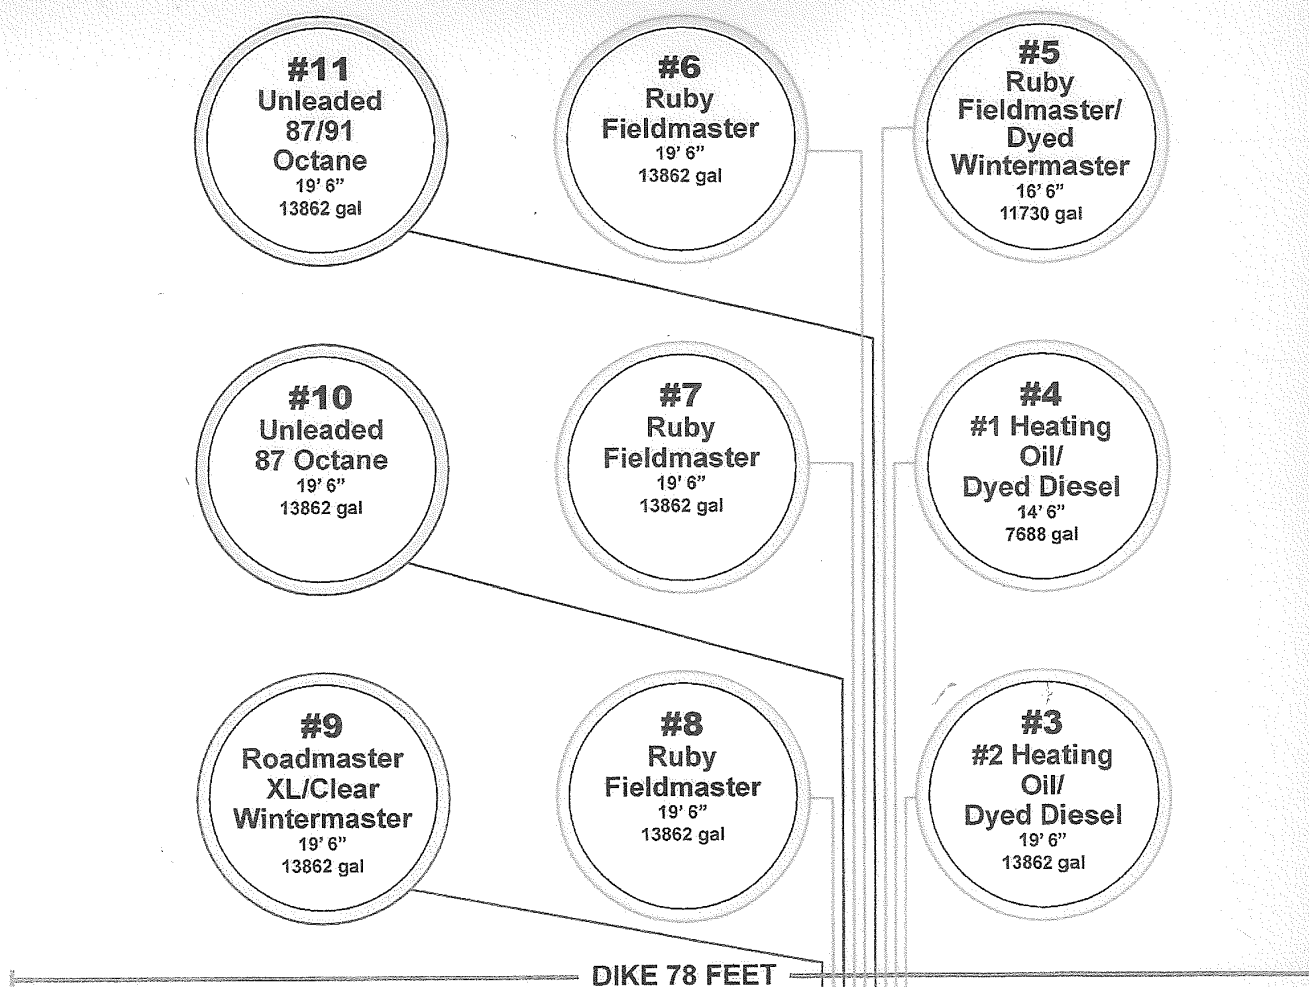 #11
Unleaded
87/91
Octane
19' 6"
13862 gal
#6
Ruby
Fieldmaster
19' 6"
13862 gal
#5
Ruby
Fieldmaster/
Dyed
Wintermaster
16' 6"
11730 gal
#10
Unleaded
87 Octane
19' 6"
13862 gal
#7
Ruby
Fieldmaster
19' 6"
13862 gal
#4
#1 Heating
Oil/
Dyed Diesel
14' 6"
7688 gal
#9
Roadmaster
XL/Clear
Wintermaster
19' 6"
13862 gal
#8
Ruby
Fieldmaster
19' 6"
13862 gal
#3
#2 Heating
Oil/
Dyed Diesel
19' 6"
13862 gal
DIKE 78 FEET